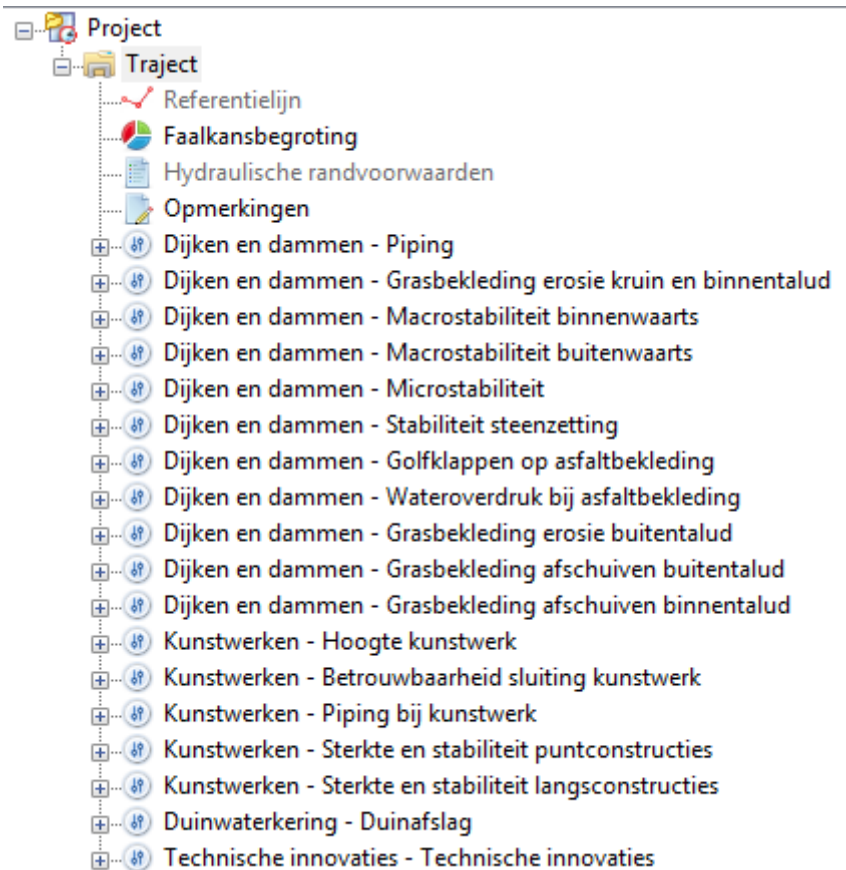 Project
Traject
Referentielijn
Faalkansbegroting
Hydraulische randvoorwaarden
Opmerkingen
Dijken en dammen - Piping
Dijken en dammen - Grasbekleding erosie kruin en binnentalud
Dijken en dammen - Macrostabiliteit binnenwaarts
Dijken en dammen - Macrostabiliteit buitenwaarts
Dijken en dammen - Microstabiliteit
Dijken en dammen - Stabiliteit steenzetting
Dijken en dammen - Golfklappen op asfaltbekleding
Dijken en dammen - Wateroverdruk bij asfaltbekleding
Dijken en dammen - Grasbekleding erosie buitentalud
Dijken en dammen - Grasbekleding afschuiven buitentalud
Dijken en dammen - Grasbekleding afschuiven binnentalud
Kunstwerken - Hoogte kunstwerk
Kunstwerken - Betrouwbaarheid sluiting kunstwerk
Kunstwerken - Piping bij kunstwerk
Kunstwerken - Sterkte en stabiliteit puntconstructies
Kunstwerken - Sterkte en stabiliteit langsconstructies
Duinwaterkering - Duinafslag
Technische innovaties - Technische innovaties